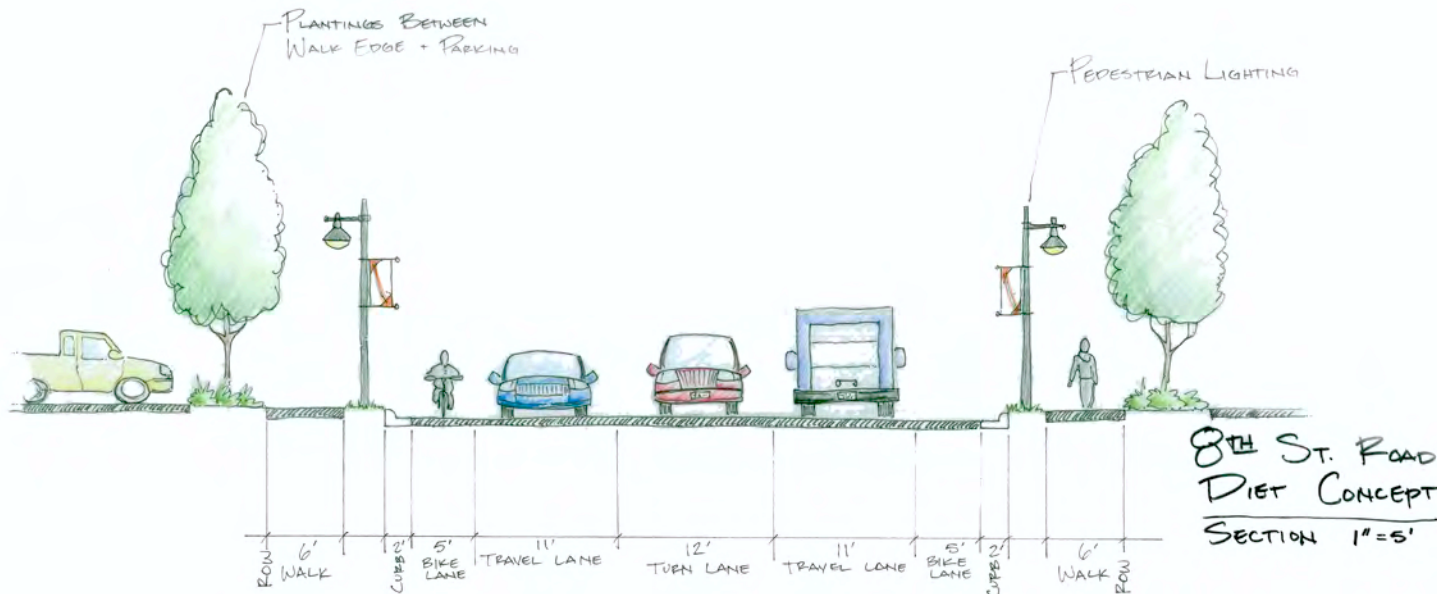 PLANTINGS BETWEEN
WALK EDGE + PARKING
PEDESTRIAN LIGHTING
8TH ST. ROAD
DIET CONCEPT
SECTION 1"=5'
ROW
6'
WALK
CURB 2'
5'
BIKE
LANE
11'
TRAVEL LANE
12'
TURN LANE
11'
TRAVEL LANE
5'
BIKE
LANE
CURB 2'
6'
WALK
ROW